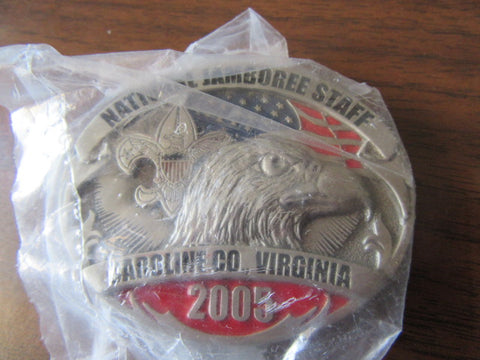 NATIONAL JAMBOREE STAFF
CAROLINE CO. VIRGINIA
2005